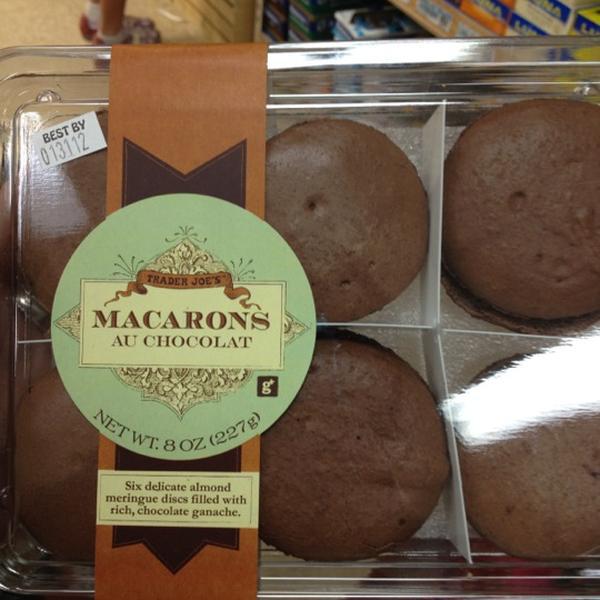 BEST BY
013112
TRADER JOE'S
MACARONS
AU CHOCOLAT
g
NET WT. 8 OZ (227g)
Six delicate almond
meringue discs filled with
rich, chocolate ganache.